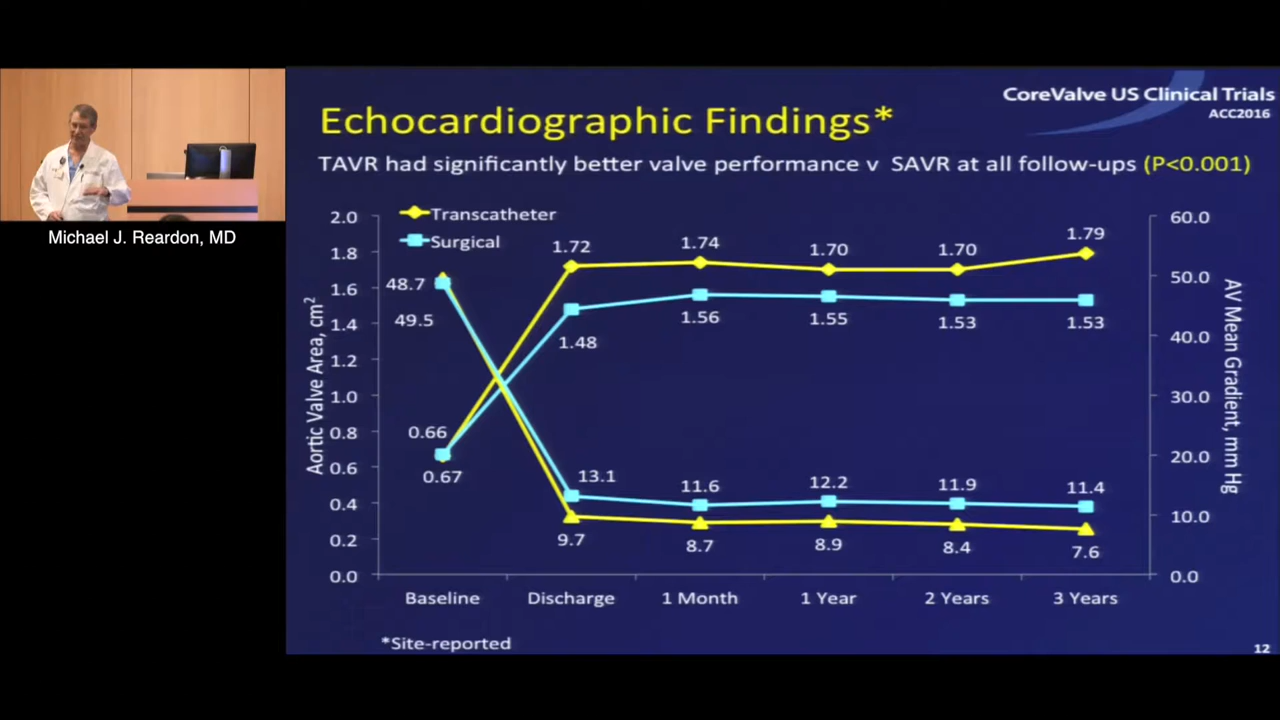 Michael J. Reardon, MD
CoreValve US Clinical Trials
ACC2016
Echocardiographic Findings*
TAVR had significantly better valve performance v SAVR at all follow-ups (P<0.001)
Transcatheter
Surgical
Aortic Valve Area, cm²
2.0
1.8
1.6
1.4
1.2
1.0
0.8
0.6
0.4
0.2
0.0
48.7
49.5
0.66
0.67
1.72
1.74
1.70
1.70
1.79
1.48
1.56
1.55
1.53
1.53
13.1
11.6
12.2
11.9
11.4
9.7
8.7
8.9
8.4
7.6
60.0
50.0
40.0
30.0
20.0
10.0
0.0
AV Mean Gradient, mm Hg
Baseline
Discharge
1 Month
1 Year
2 Years
3 Years
*Site-reported
12